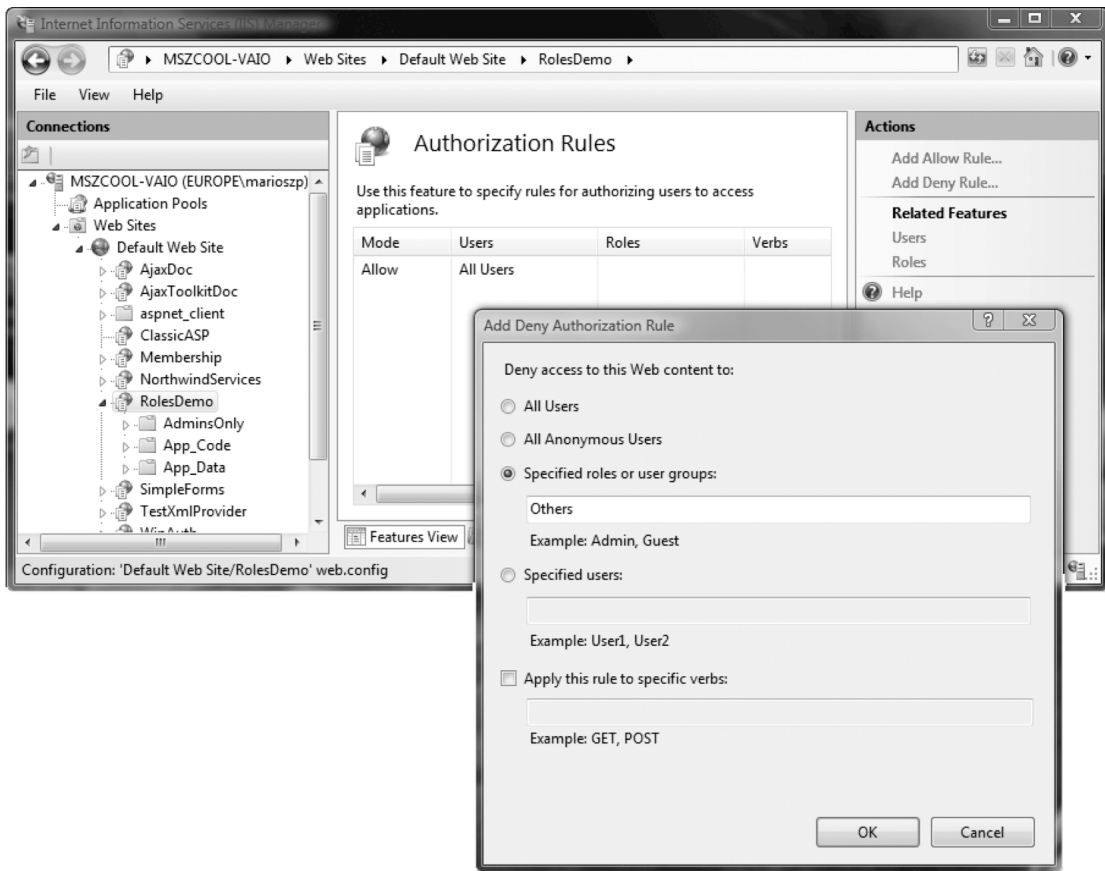 Internet Information Services (IIS) Manager
MSZCOOL-VAIO Web Sites Default Web Site RolesDemo
File View Help
Connections
MSZCOOL-VAIO (EUROPE\marioszp)
Application Pools
Web Sites
Default Web Site
AjaxDoc
AjaxToolkitDoc
aspnet_client
ClassicASP
Membership
NorthwindServices
RolesDemo
AdminsOnly
App_Code
App_Data
SimpleForms
TestXmlProvider
WinAuth
Authorization Rules
Use this feature to specify rules for authorizing users to access
applications.
Mode Users Roles Verbs
Allow All Users
Features View
Actions
Add Allow Rule...
Add Deny Rule...
Related Features
Users
Roles
Help
Configuration: 'Default Web Site/RolesDemo' web.config
Add Deny Authorization Rule
Deny access to this Web content to:
All Users
All Anonymous Users
Specified roles or user groups:
Others
Example: Admin, Guest
Specified users:
Example: User1, User2
Apply this rule to specific verbs:
Example: GET, POST
OK Cancel